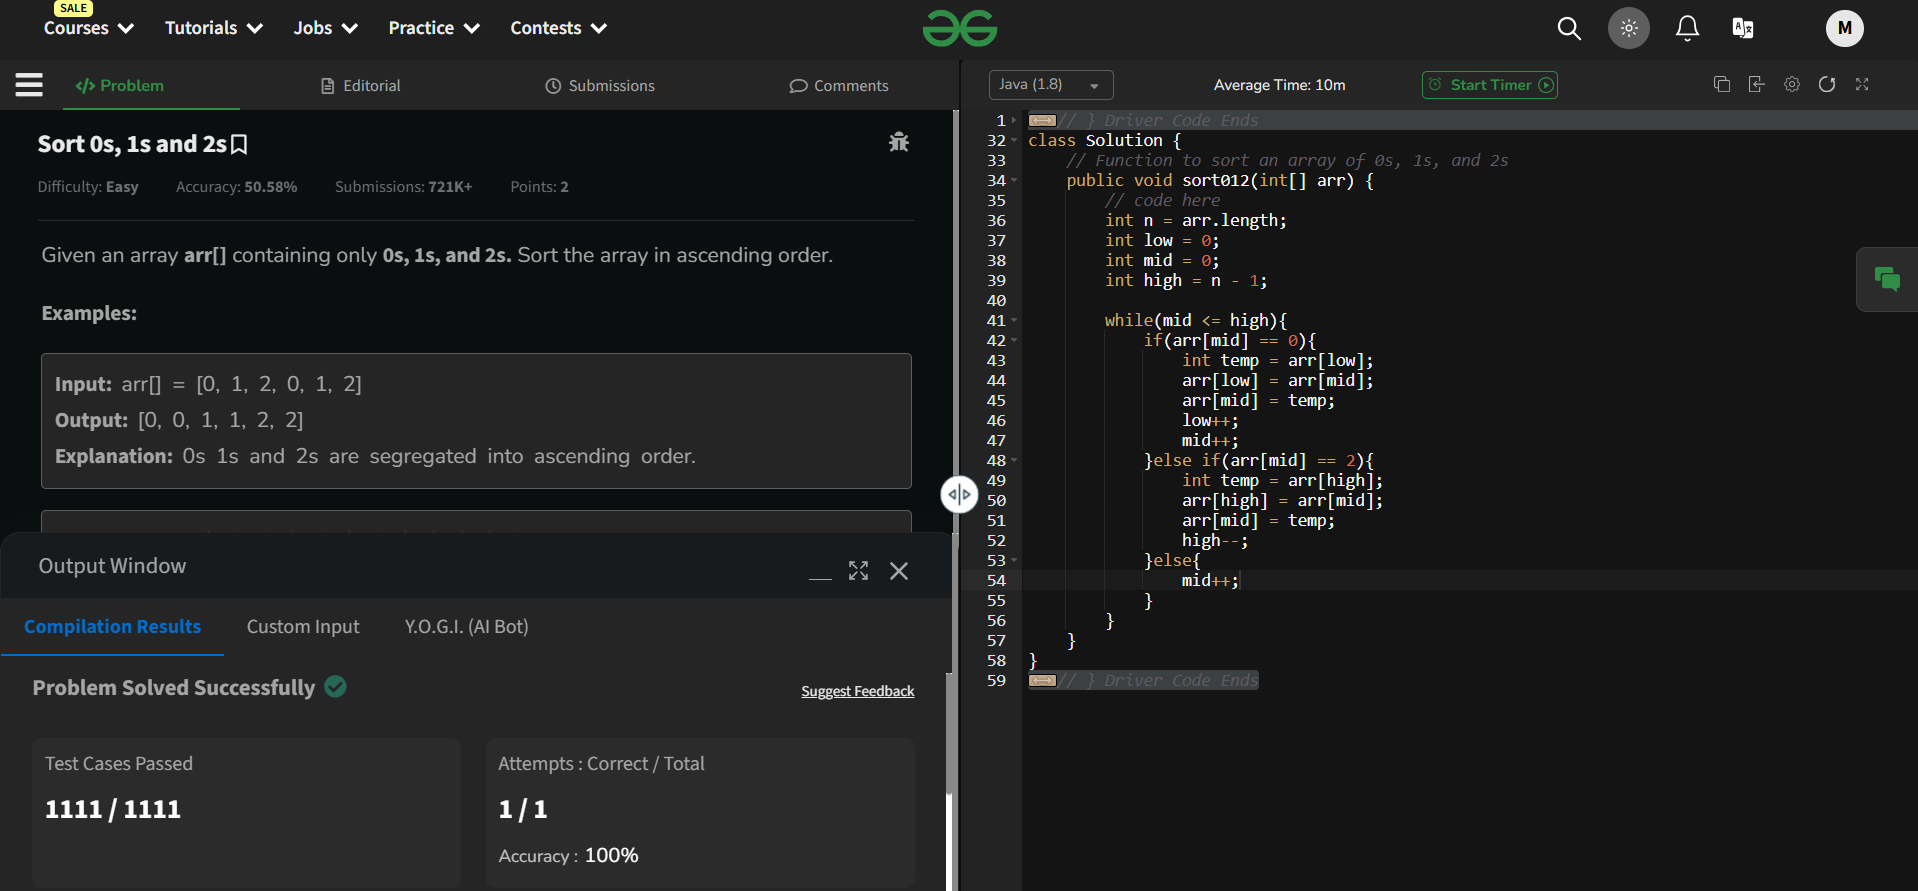 SALE
Courses Tutorials Jobs Practice Contests
M
</> Problem Editorial Submissions Comments
Sort 0s, 1s and 2s
Difficulty: Easy Accuracy: 50.58% Submissions: 721K+ Points: 2
Given an array arr[] containing only 0s, 1s, and 2s. Sort the array in ascending order.
Examples:
Input: arr[] = [0, 1, 2, 0, 1, 2]
Output: [0, 0, 1, 1, 2, 2]
Explanation: 0s 1s and 2s are segregated into ascending order.
Output Window
Compilation Results Custom Input Y.O.G.I. (AI Bot)
Problem Solved Successfully
Suggest Feedback
Test Cases Passed
1111 / 1111
Attempts : Correct / Total
1 / 1
Accuracy : 100%
Java (1.8) Average Time: 10m Start Timer
1 // } Driver Code Ends
32 class Solution {
33 // Function to sort an array of 0s, 1s, and 2s
34 public void sort012(int[] arr) {
35 // code here
36 int n = arr.length;
37 int low = 0;
38 int mid = 0;
39 int high = n - 1;
40
41 while(mid <= high){
42 if(arr[mid] == 0){
43 int temp = arr[low];
44 arr[low] = arr[mid];
45 arr[mid] = temp;
46 low++;
47 mid++;
48 }else if(arr[mid] == 2){
49 int temp = arr[high];
50 arr[high] = arr[mid];
51 arr[mid] = temp;
52 high--;
53 }else{
54 mid++;
55 }
56 }
57 }
58 }
59 // } Driver Code Ends